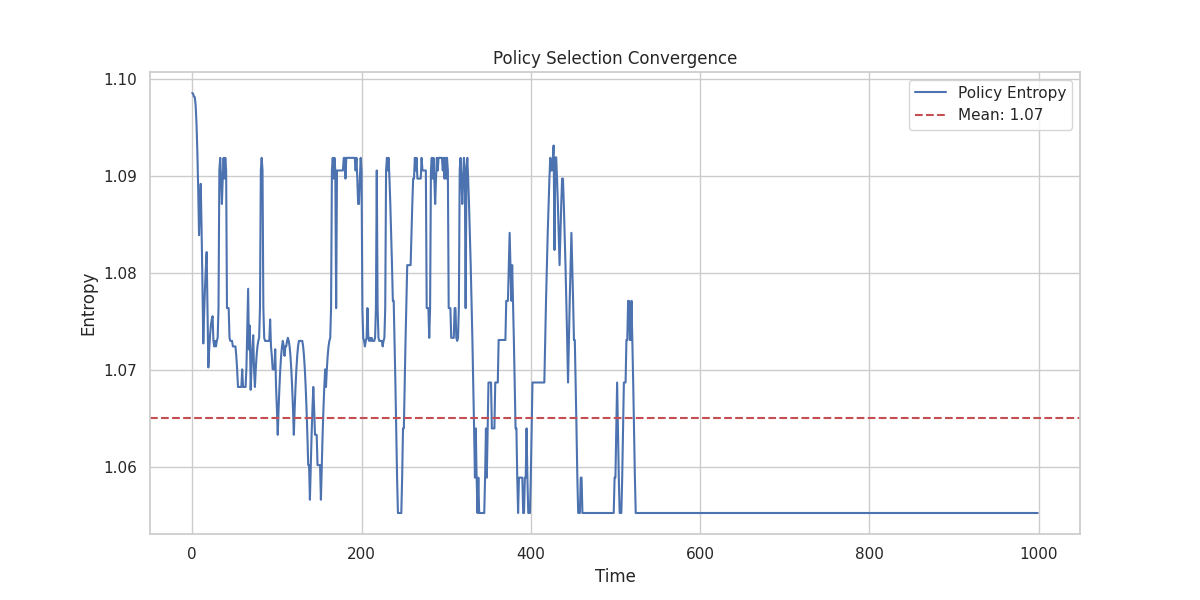 Policy Selection Convergence
Policy Entropy
Mean: 1.07
Entropy
1.10
1.09
1.08
1.07
1.06
0
200
400
600
800
1000
Time